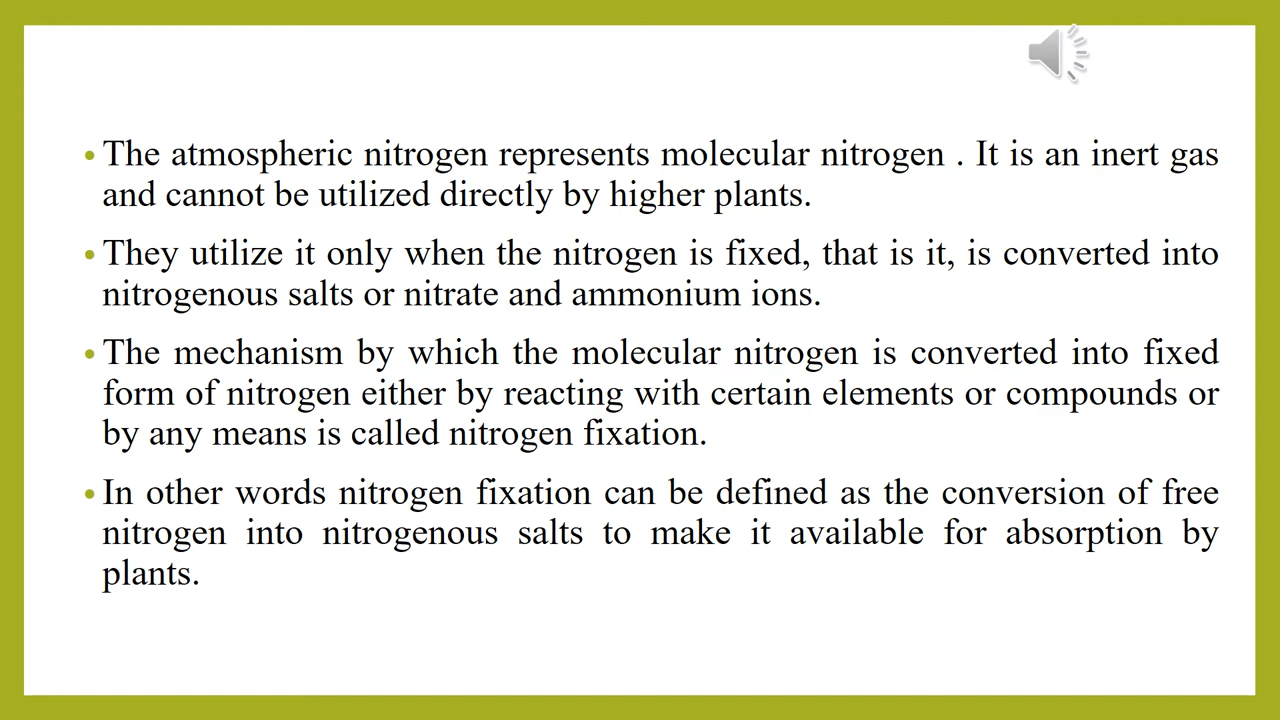 • The atmospheric nitrogen represents molecular nitrogen . It is an inert gas
and cannot be utilized directly by higher plants.
• They utilize it only when the nitrogen is fixed, that is it, is converted into
nitrogenous salts or nitrate and ammonium ions.
• The mechanism by which the molecular nitrogen is converted into fixed
form of nitrogen either by reacting with certain elements or compounds or
by any means is called nitrogen fixation.
• In other words nitrogen fixation can be defined as the conversion of free
nitrogen into nitrogenous salts to make it available for absorption by
plants.